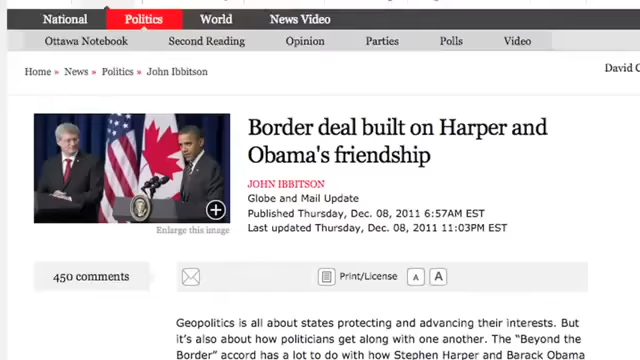 National Politics World News Video
Ottawa Notebook Second Reading Opinion Parties Polls Video
Home » News » Politics » John Ibbitson
David
Border deal built on Harper and
Obama's friendship
JOHN IBBITSON
Globe and Mail Update
Published Thursday, Dec. 08, 2011 6:57AM EST
Last updated Thursday, Dec. 08, 2011 11:03PM EST
Enlarge this image
450 comments
Print/License A A
Geopolitics is all about states protecting and advancing their interests. But
it's also about how politicians get along with one another. The "Beyond the
Border" accord has a lot to do with how Stephen Harper and Barack Obama